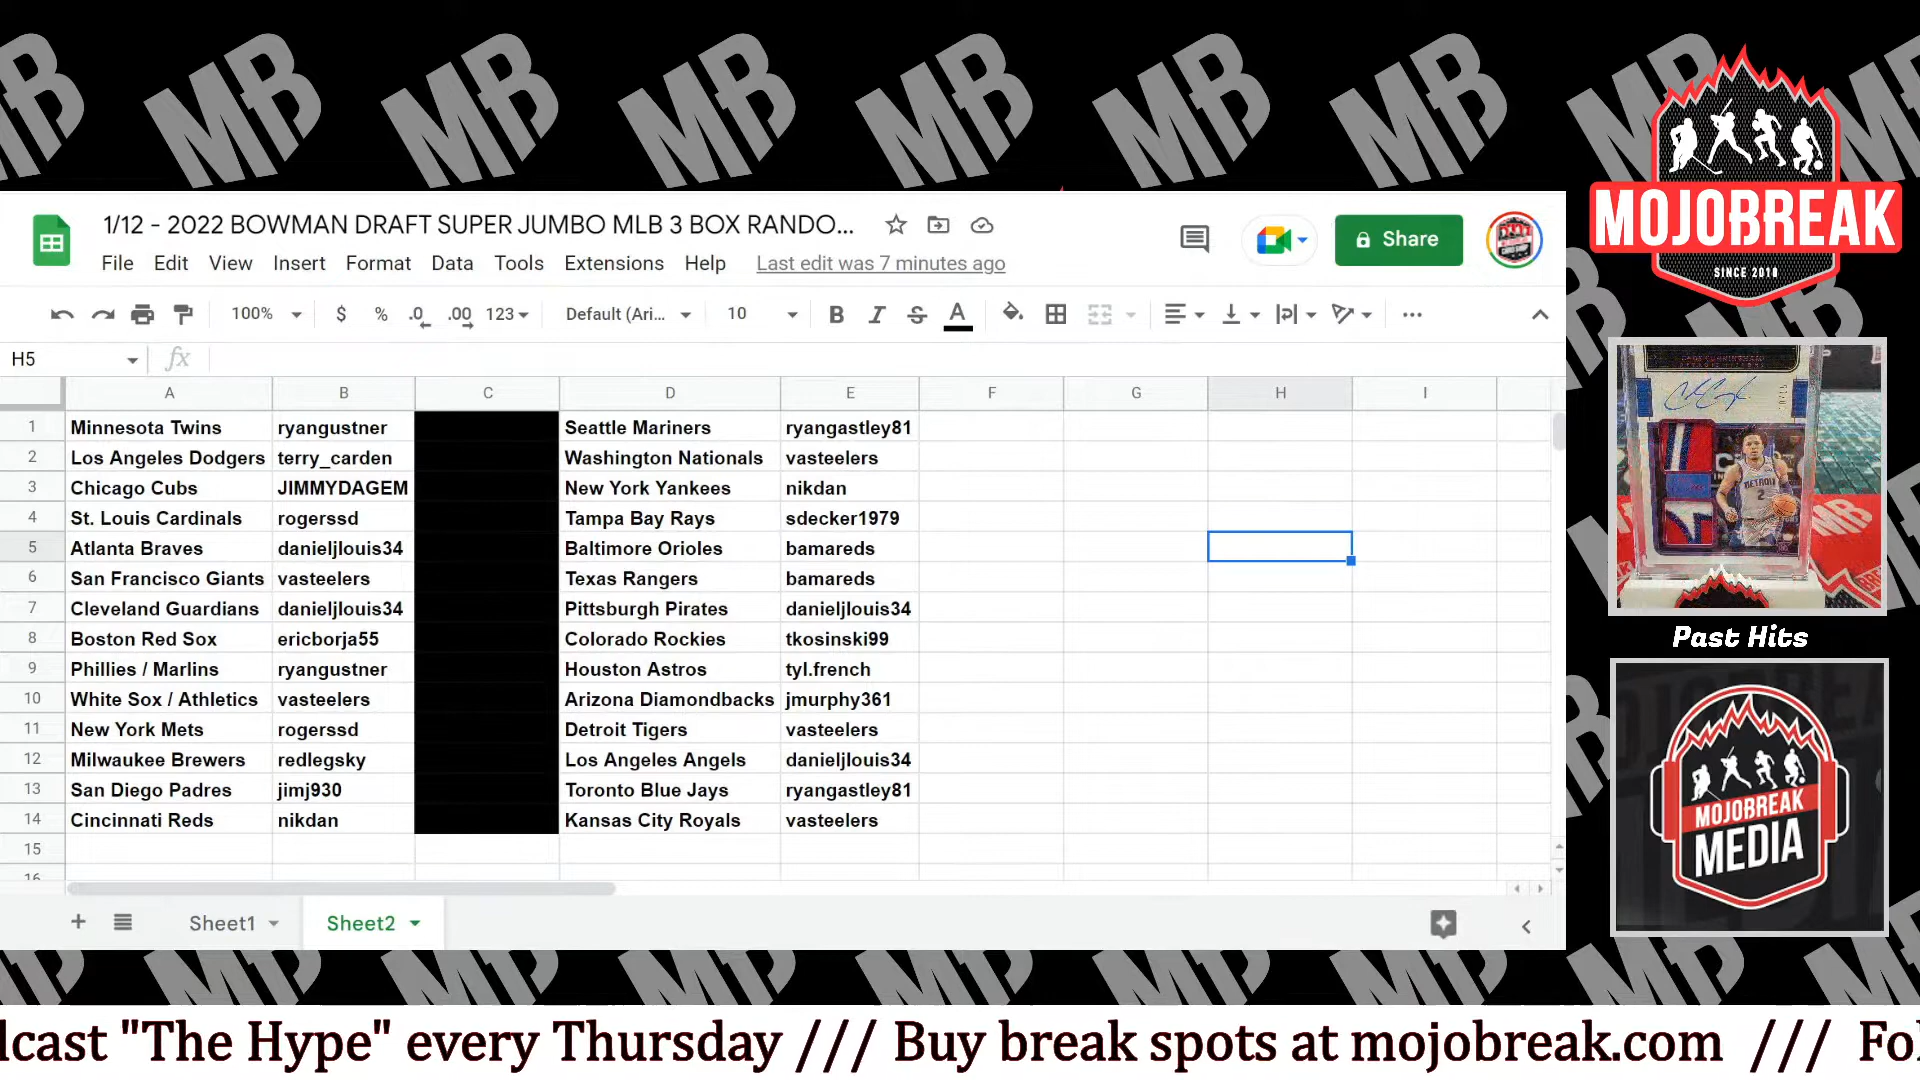 1/12 - 2022 BOWMAN DRAFT SUPER JUMBO MLB 3 BOX RANDO...
Share
File Edit View Insert Format Data Tools Extensions Help Last edit was 7 minutes ago
100% $ % .0 .00 123 Default (Ari... 10 B I S A
H5 fx
A B C D E F G H I
1 Minnesota Twins ryangustner Seattle Mariners ryangastley81
2 Los Angeles Dodgers terry_carden Washington Nationals vasteelers
3 Chicago Cubs JIMMYDAGEM New York Yankees nikdan
4 St. Louis Cardinals rogerssd Tampa Bay Rays sdecker1979
5 Atlanta Braves danieljlouis34 Baltimore Orioles bamareds
6 San Francisco Giants vasteelers Texas Rangers bamareds
7 Cleveland Guardians danieljlouis34 Pittsburgh Pirates danieljlouis34
8 Boston Red Sox ericborja55 Colorado Rockies tkosinski99
9 Phillies / Marlins ryangustner Houston Astros tyl.french
10 White Sox / Athletics vasteelers Arizona Diamondbacks jmurphy361
11 New York Mets rogerssd Detroit Tigers vasteelers
12 Milwaukee Brewers redlegsky Los Angeles Angels danieljlouis34
13 San Diego Padres jimj930 Toronto Blue Jays ryangastley81
14 Cincinnati Reds nikdan Kansas City Royals vasteelers
15
16
Sheet1 Sheet2
MOJOBREAK
SINCE 2010
DETROIT
2
Past Hits
MOJOBREAK
MEDIA
dcast "The Hype" every Thursday /// Buy break spots at mojobreak.com /// Fo